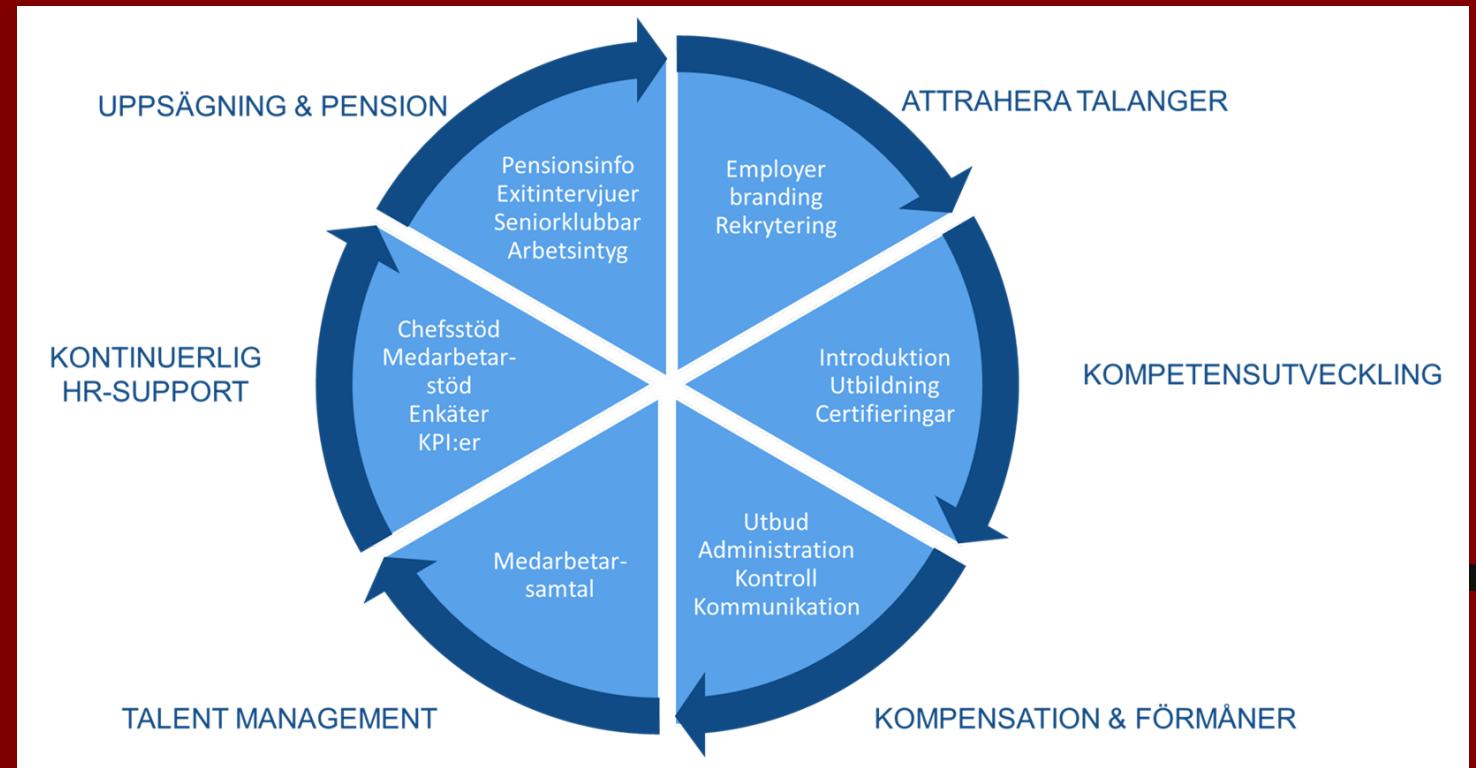 UPPSÄGNING & PENSION
ATTRAHERA TALANGER
Pensionsinfo
Exitintervjuer
Seniorklubbar
Arbetsintyg
Employer
branding
Rekrytering
KONTINUERLIG
HR-SUPPORT
Chefsstöd
Medarbetar-
stöd
Enkäter
KPI:er
Introduktion
Utbildning
Certifieringar
KOMPETENSUTVECKLING
Medarbetar-
samtal
Utbud
Administration
Kontroll
Kommunikation
TALENT MANAGEMENT
KOMPENSATION & FÖRMÅNER